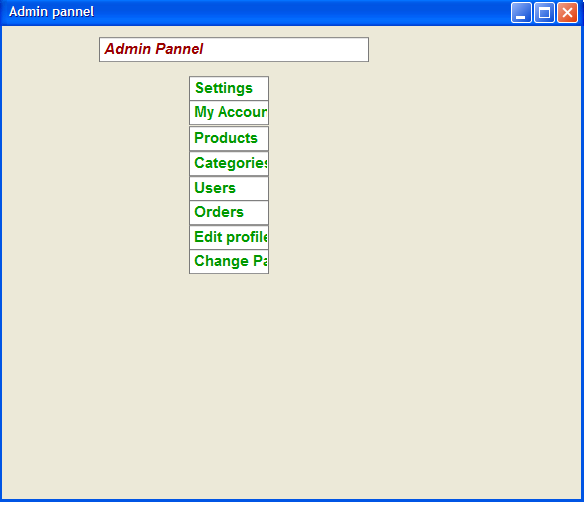 Admin pannel
Admin Pannel
Settings
My Accour
Products
Categories
Users
Orders
Edit profile
Change Pa